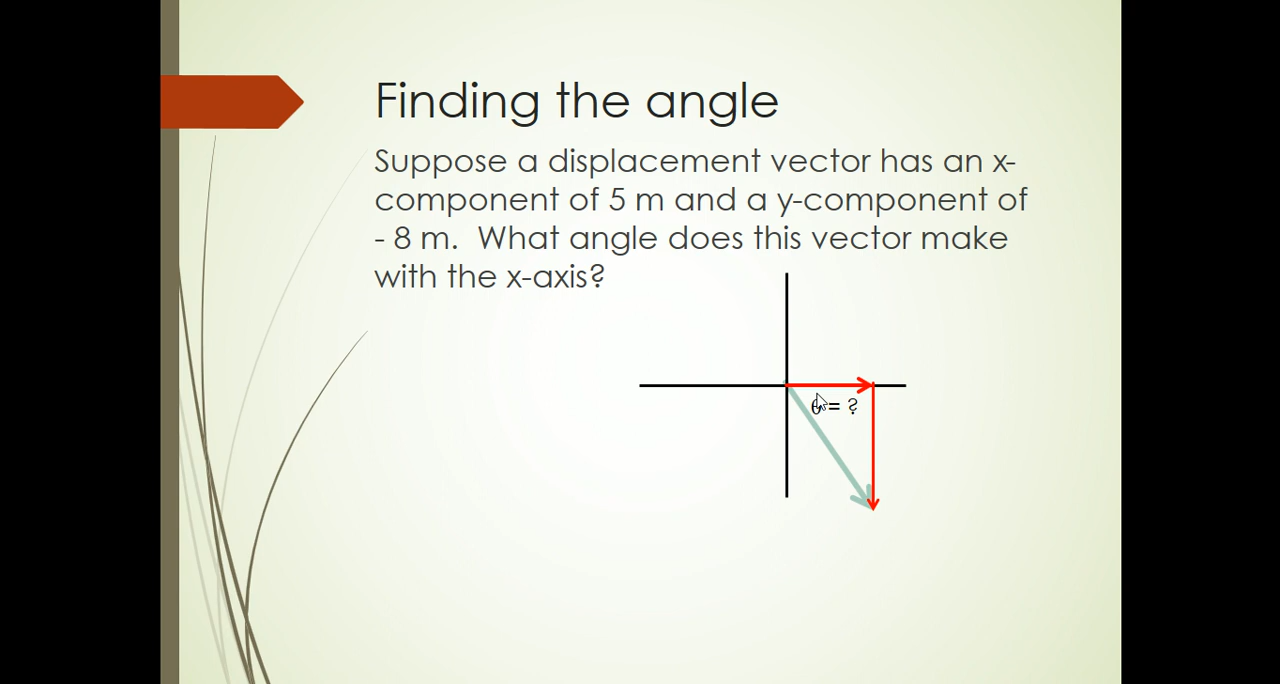 Finding the angle
Suppose a displacement vector has an x-
component of 5 m and a y-component of
- 8 m.  What angle does this vector make
with the x-axis?
θ = ?